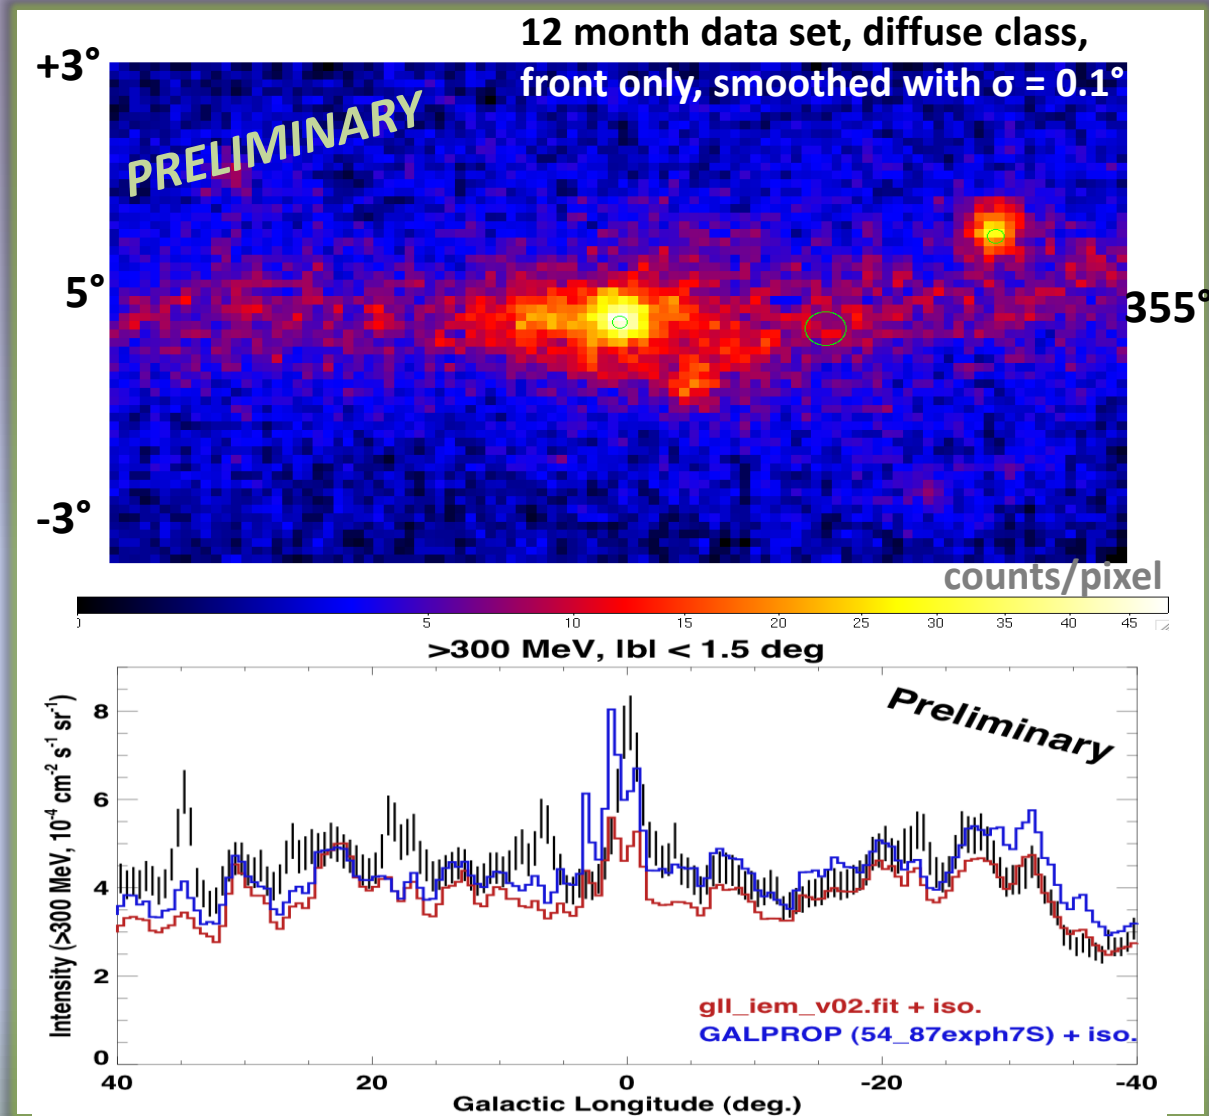 12 month data set, diffuse class,
front only, smoothed with σ = 0.1°
+3°
PRELIMINARY
5°
355°
-3°
counts/pixel
5 10 15 20 25 30 35 40 45
>300 MeV, lbl < 1.5 deg
Preliminary
Intensity (>300 MeV, 10⁻⁴ cm⁻² s⁻¹ sr⁻¹)
8
6
4
2
0
gll_iem_v02.fit + iso.
GALPROP (54_87exph7S) + iso.
40 20 0 -20 -40
Galactic Longitude (deg.)